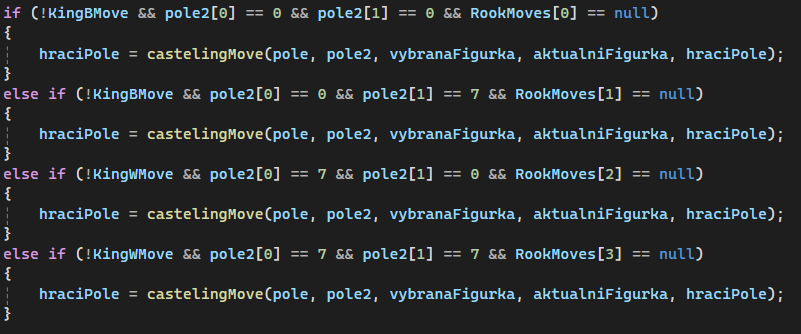 if (!KingBMove && pole2[0] == 0 && pole2[1] == 0 && RookMoves[0] == null)
{
    hraciPole = castelingMove(pole, pole2, vybranaFigurka, aktualniFigurka, hraciPole);
}
else if (!KingBMove && pole2[0] == 0 && pole2[1] == 7 && RookMoves[1] == null)
{
    hraciPole = castelingMove(pole, pole2, vybranaFigurka, aktualniFigurka, hraciPole);
}
else if (!KingWMove && pole2[0] == 7 && pole2[1] == 0 && RookMoves[2] == null)
{
    hraciPole = castelingMove(pole, pole2, vybranaFigurka, aktualniFigurka, hraciPole);
}
else if (!KingWMove && pole2[0] == 7 && pole2[1] == 7 && RookMoves[3] == null)
{
    hraciPole = castelingMove(pole, pole2, vybranaFigurka, aktualniFigurka, hraciPole);
}